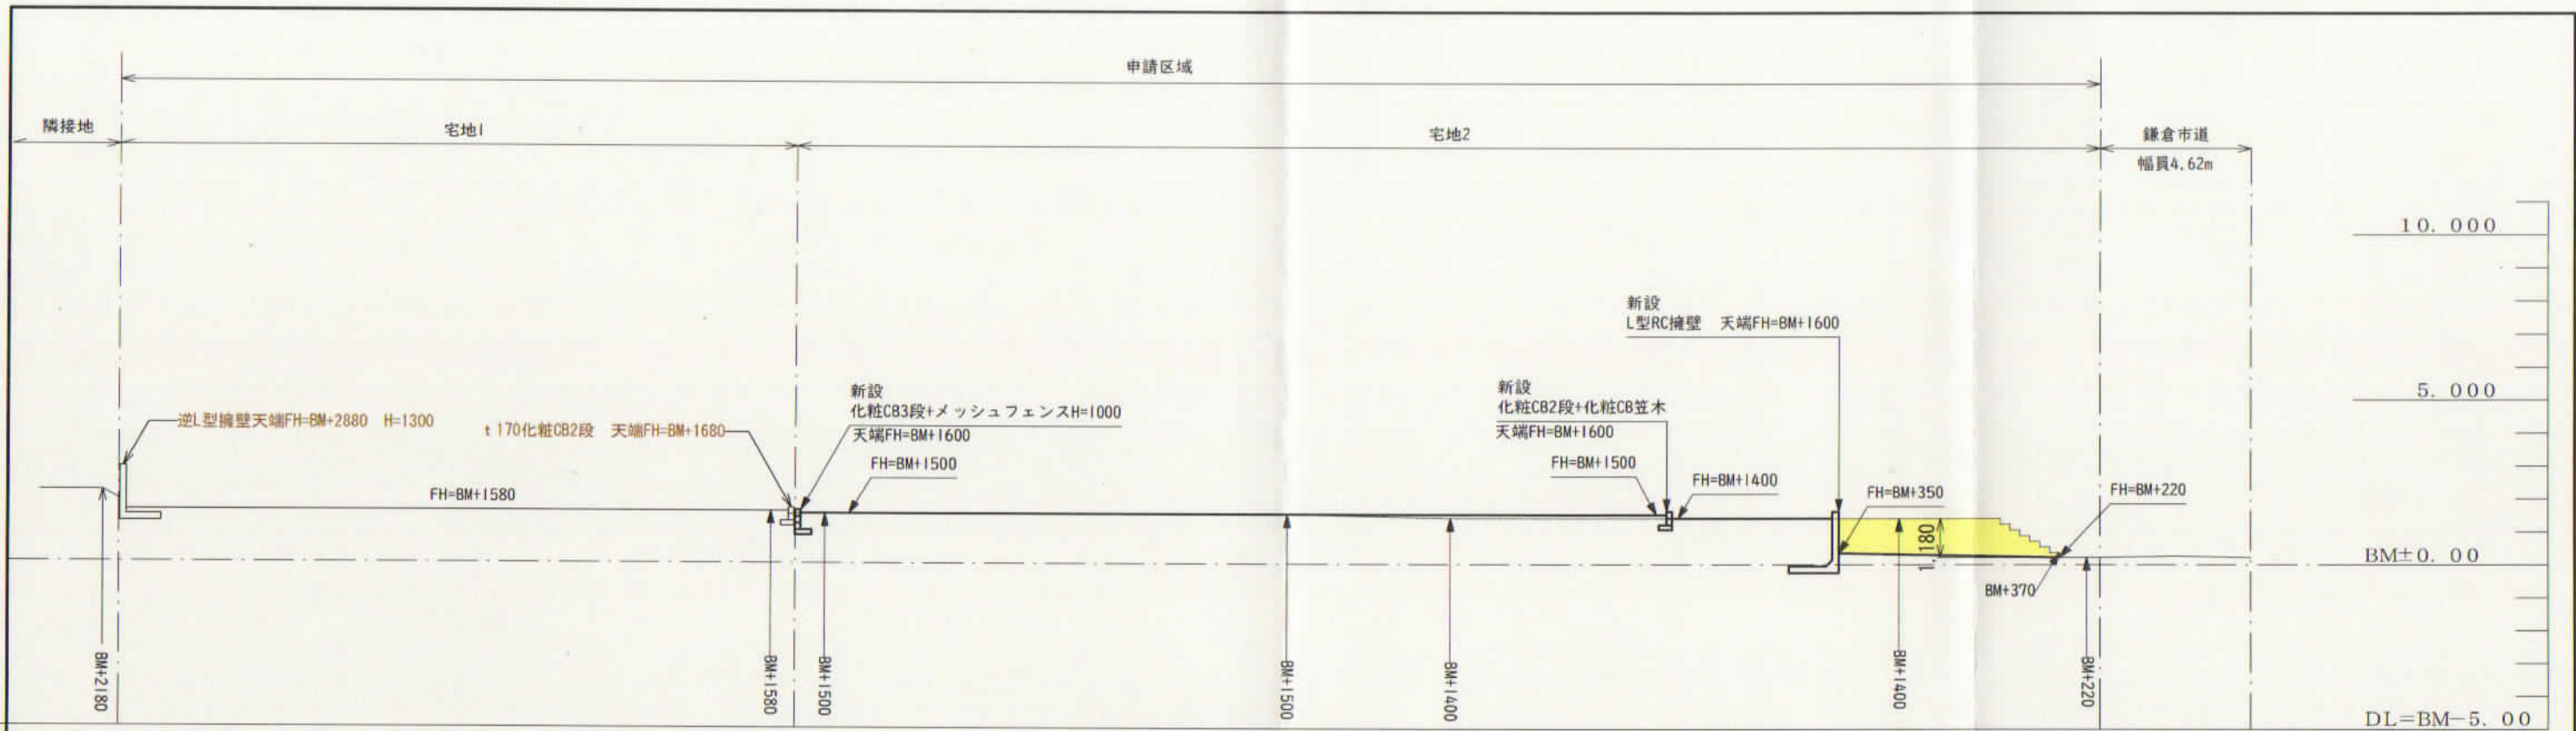 申請区域
隣接地
宅地1
宅地2
鎌倉市道
幅員4.62m
10.000
新設
L型RC擁壁 天端FH=BM+1600
5.000
新設
化粧CB3段+メッシュフェンスH=1000
天端FH=BM+1600
新設
化粧CB2段+化粧CB笠木
天端FH=BM+1600
逆L型擁壁天端FH=BM+2880 H=1300
t170化粧CB2段 天端FH=BM+1680
FH=BM+1500
FH=BM+1500
FH=BM+1400
FH=BM+350
FH=BM+220
FH=BM+1580
1.180
BM±0.00
BM+370
BM+2180
BM+1580
BM+1500
BM+1500
BM+1400
BM+1400
BM+220
DL=BM-5.00